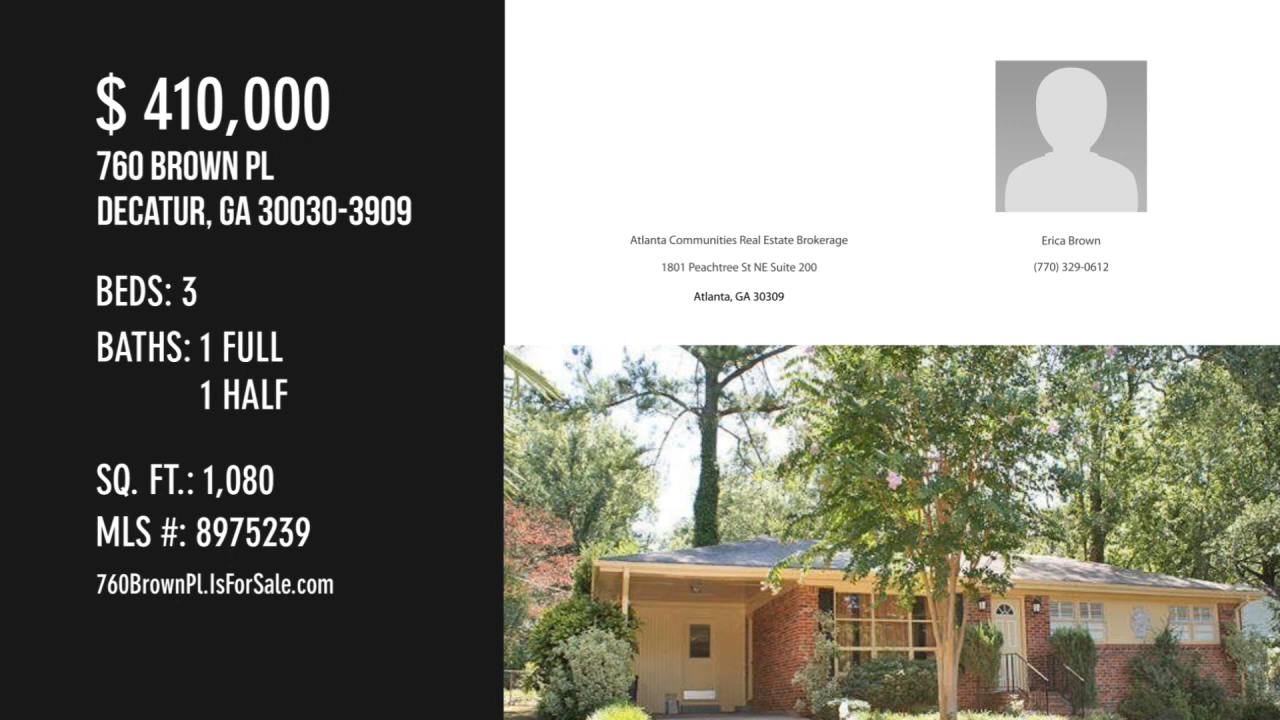 $ 410,000
760 BROWN PL
DECATUR, GA 30030-3909
BEDS: 3
BATHS: 1 FULL
1 HALF
SQ. FT.: 1,080
MLS #: 8975239
760BrownPl.IsForSale.com
Atlanta Communities Real Estate Brokerage
1801 Peachtree St NE Suite 200
Atlanta, GA 30309
Erica Brown
(770) 329-0612